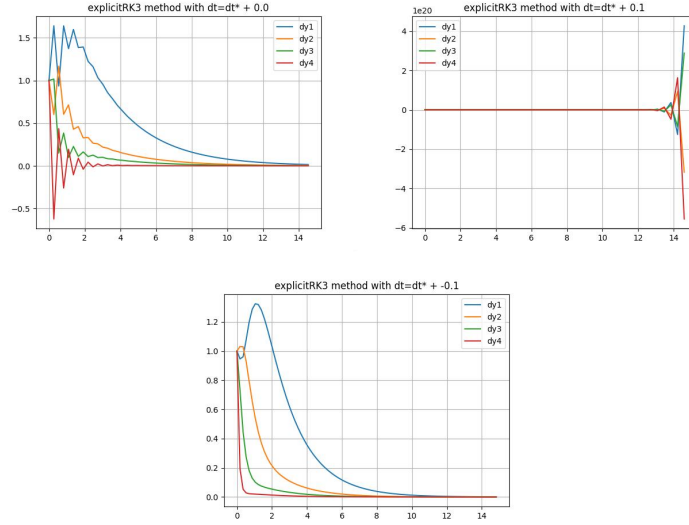 explicitRK3 method with dt=dt* + 0.0
dy1
dy2
dy3
dy4
1.5
1.0
0.5
0.0
−0.5
0 2 4 6 8 10 12 14
explicitRK3 method with dt=dt* + 0.1
1e20
dy1
dy2
dy3
dy4
4
2
0
−2
−4
−6
0 2 4 6 8 10 12 14
explicitRK3 method with dt=dt* + -0.1
dy1
dy2
dy3
dy4
1.2
1.0
0.8
0.6
0.4
0.2
0.0
0 2 4 6 8 10 12 14